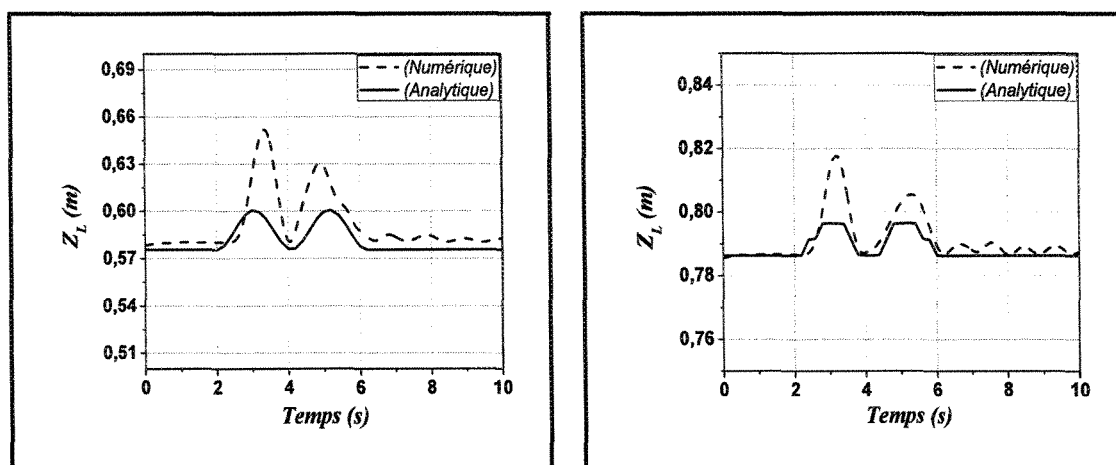 0,69
0,66
0,63
0,60
0,57
0,54
0,51
Z_L (m)
(Numérique)
(Analytique)
0 2 4 6 8 10
Temps (s)
0,84
0,82
0,80
0,78
0,76
Z_L (m)
(Numérique)
(Analytique)
0 2 4 6 8 10
Temps (s)